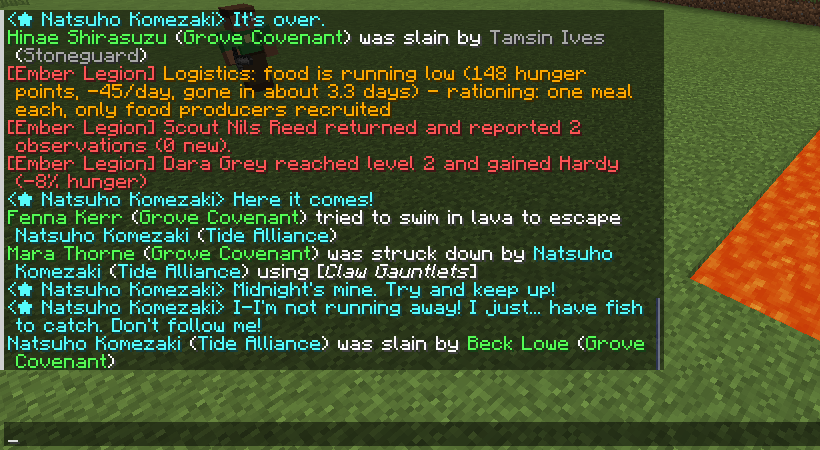 <★ Natsuho Komezaki> It's over.
Hinae Shirasuzu (Grove Covenant) was slain by Tamsin Ives
(Stoneguard)
[Ember Legion] Logistics: food is running low (148 hunger
points, -45/day, gone in about 3.3 days) - rationing: one meal
each, only food producers recruited
[Ember Legion] Scout Nils Reed returned and reported 2
observations (0 new).
[Ember Legion] Dara Grey reached level 2 and gained Hardy
(-8% hunger)
<★ Natsuho Komezaki> Here it comes!
Fenna Kerr (Grove Covenant) tried to swim in lava to escape
Natsuho Komezaki (Tide Alliance)
Mara Thorne (Grove Covenant) was struck down by Natsuho
Komezaki (Tide Alliance) using [Claw Gauntlets]
<★ Natsuho Komezaki> Midnight's mine. Try and keep up!
<★ Natsuho Komezaki> I-I'm not running away! I just... have fish
to catch. Don't follow me!
Natsuho Komezaki (Tide Alliance) was slain by Beck Lowe (Grove
Covenant)
_